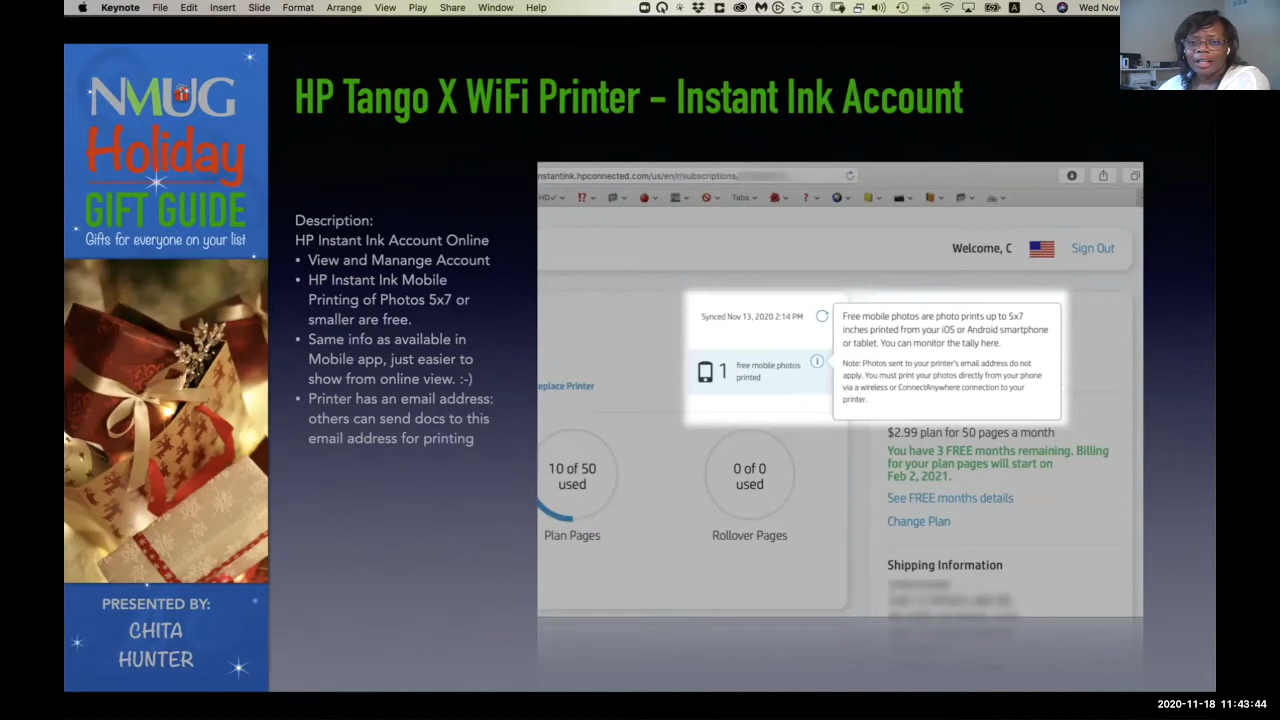 Keynote File Edit Insert Slide Format Arrange View Play Share Window Help
Wed Nov
NMUG
Holiday
GIFT GUIDE
Gifts for everyone on your list
PRESENTED BY:
CHITA
HUNTER
HP Tango X WiFi Printer – Instant Ink Account
Description:
HP Instant Ink Account Online
• View and Manange Account
• HP Instant Ink Mobile
Printing of Photos 5x7 or
smaller are free.
• Same info as available in
Mobile app, just easier to
show from online view. :-)
• Printer has an email address:
others can send docs to this
email address for printing
nstantink.hpconnected.com/us/en/r/subscriptions
HD✓ Tabs
Welcome, C Sign Out
Synced Nov 13, 2020 2:14 PM
1 free mobile photos
printed
Free mobile photos are photo prints up to 5x7
inches printed from your iOS or Android smartphone
or tablet. You can monitor the tally here.
Note: Photos sent to your printer's email address do not
apply. You must print your photos directly from your phone
via a wireless or ConnectAnywhere connection to your
printer.
eplace Printer
10 of 50
used
Plan Pages
0 of 0
used
Rollover Pages
$2.99 plan for 50 pages a month
You have 3 FREE months remaining. Billing
for your plan pages will start on
Feb 2, 2021.
See FREE months details
Change Plan
Shipping Information
2020-11-18 11:43:44